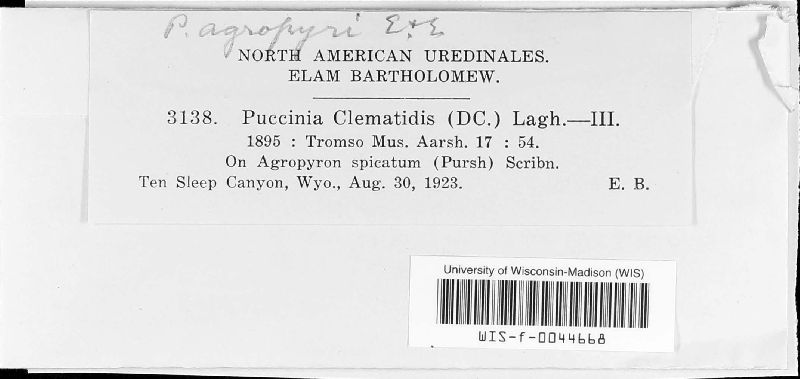 P. agropyri E & E
NORTH AMERICAN UREDINALES.
ELAM BARTHOLOMEW.
3138. Puccinia Clematidis (DC.) Lagh.—III.
1895 : Tromso Mus. Aarsh. 17 : 54.
On Agropyron spicatum (Pursh) Scribn.
Ten Sleep Canyon, Wyo., Aug. 30, 1923. E. B.
University of Wisconsin-Madison (WIS)
WIS-f-0044668